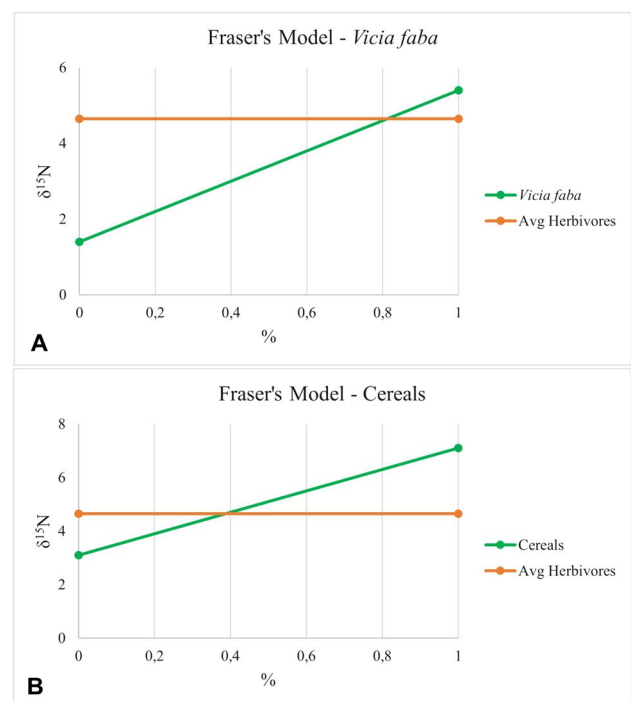 Fraser's Model - Vicia faba
6
4
2
0
δ¹⁵N
0 0,2 0,4 0,6 0,8 1
%
Vicia faba
Avg Herbivores
A
Fraser's Model - Cereals
8
6
4
2
0
δ¹⁵N
0 0,2 0,4 0,6 0,8 1
%
Cereals
Avg Herbivores
B